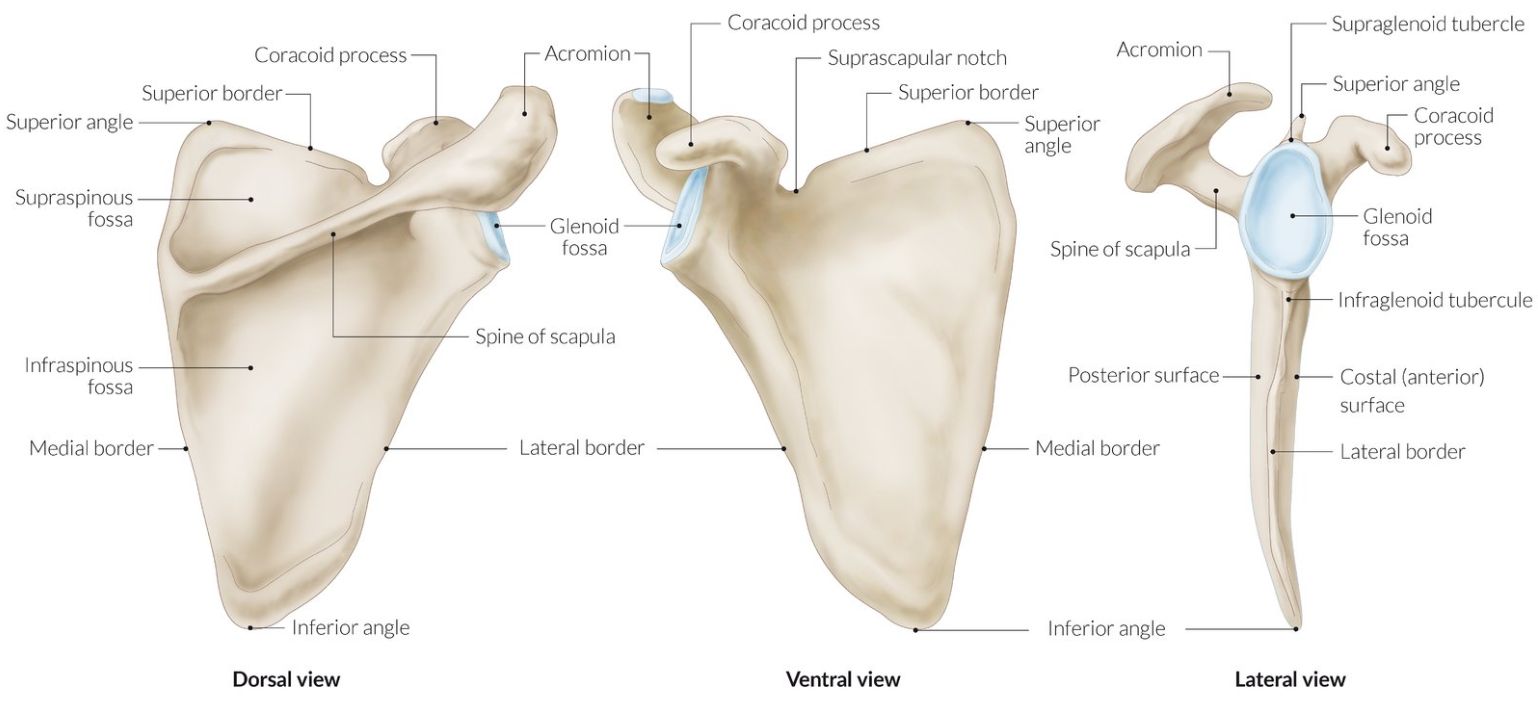 Coracoid process
Superior border
Superior angle
Supraspinous
fossa
Infraspinous
fossa
Medial border
Inferior angle
Spine of scapula
Acromion
Glenoid
fossa
Lateral border
Dorsal view
Coracoid process
Suprascapular notch
Superior border
Superior
angle
Medial border
Inferior angle
Ventral view
Acromion
Spine of scapula
Posterior surface
Supraglenoid tubercle
Superior angle
Coracoid
process
Glenoid
fossa
Infraglenoid tubercule
Costal (anterior)
surface
Lateral border
Lateral view